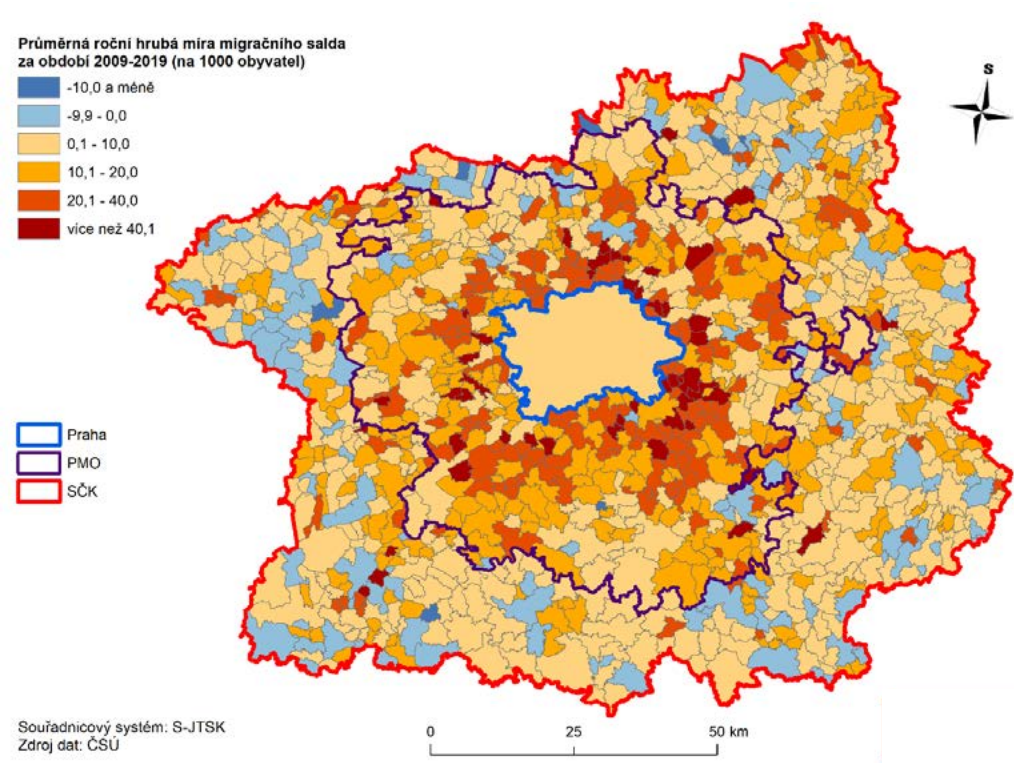 Průměrná roční hrubá míra migračního salda
za období 2009-2019 (na 1000 obyvatel)
-10,0 a méně
-9,9 - 0,0
0,1 - 10,0
10,1 - 20,0
20,1 - 40,0
více než 40,1
S
Praha
PMO
SČK
Souřadnicový systém: S-JTSK
Zdroj dat: ČSÚ
0 25 50 km